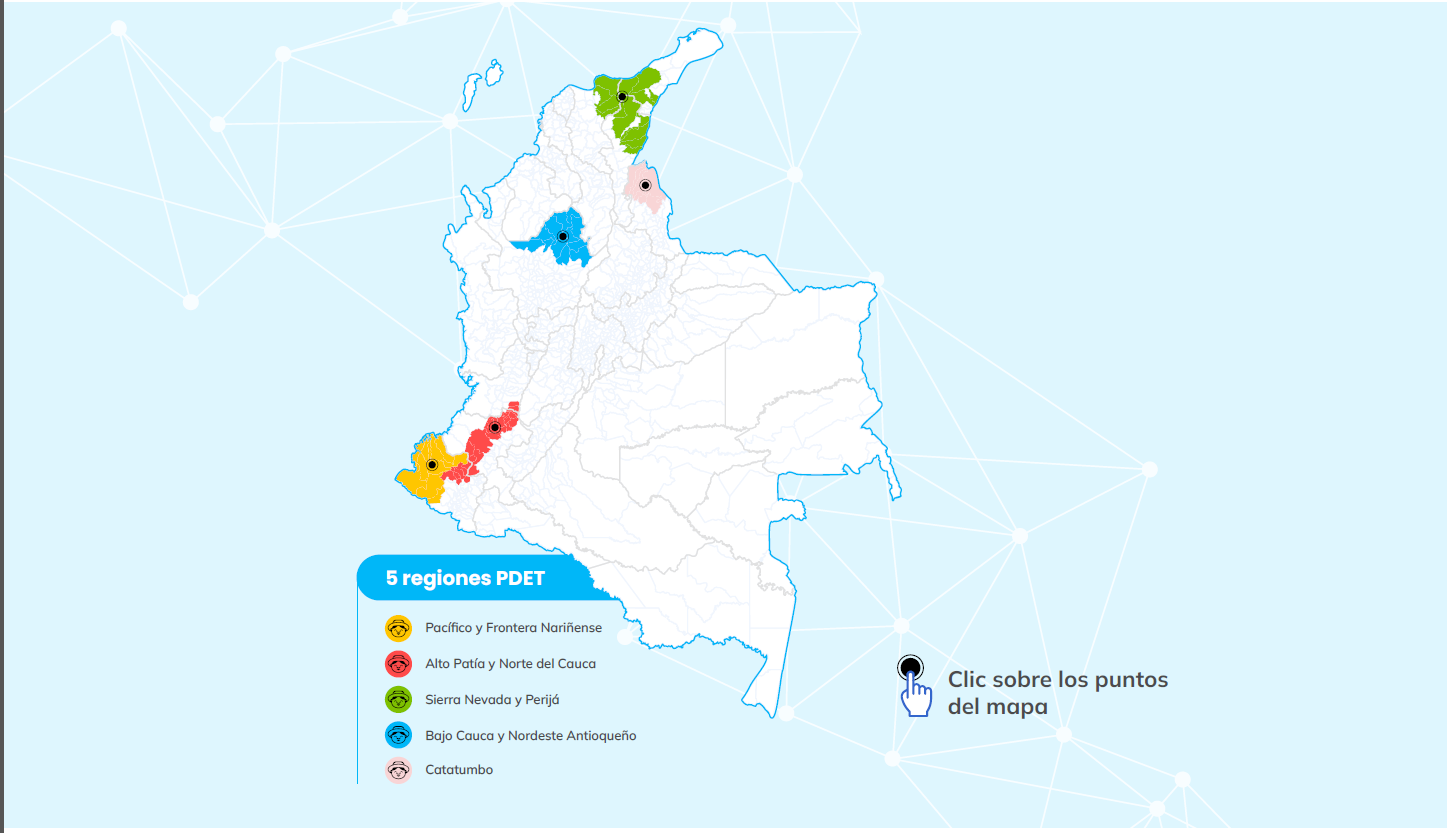 5 regiones PDET
Pacífico y Frontera Nariñense
Alto Patía y Norte del Cauca
Sierra Nevada y Perijá
Bajo Cauca y Nordeste Antioqueño
Catatumbo
Clic sobre los puntos
del mapa